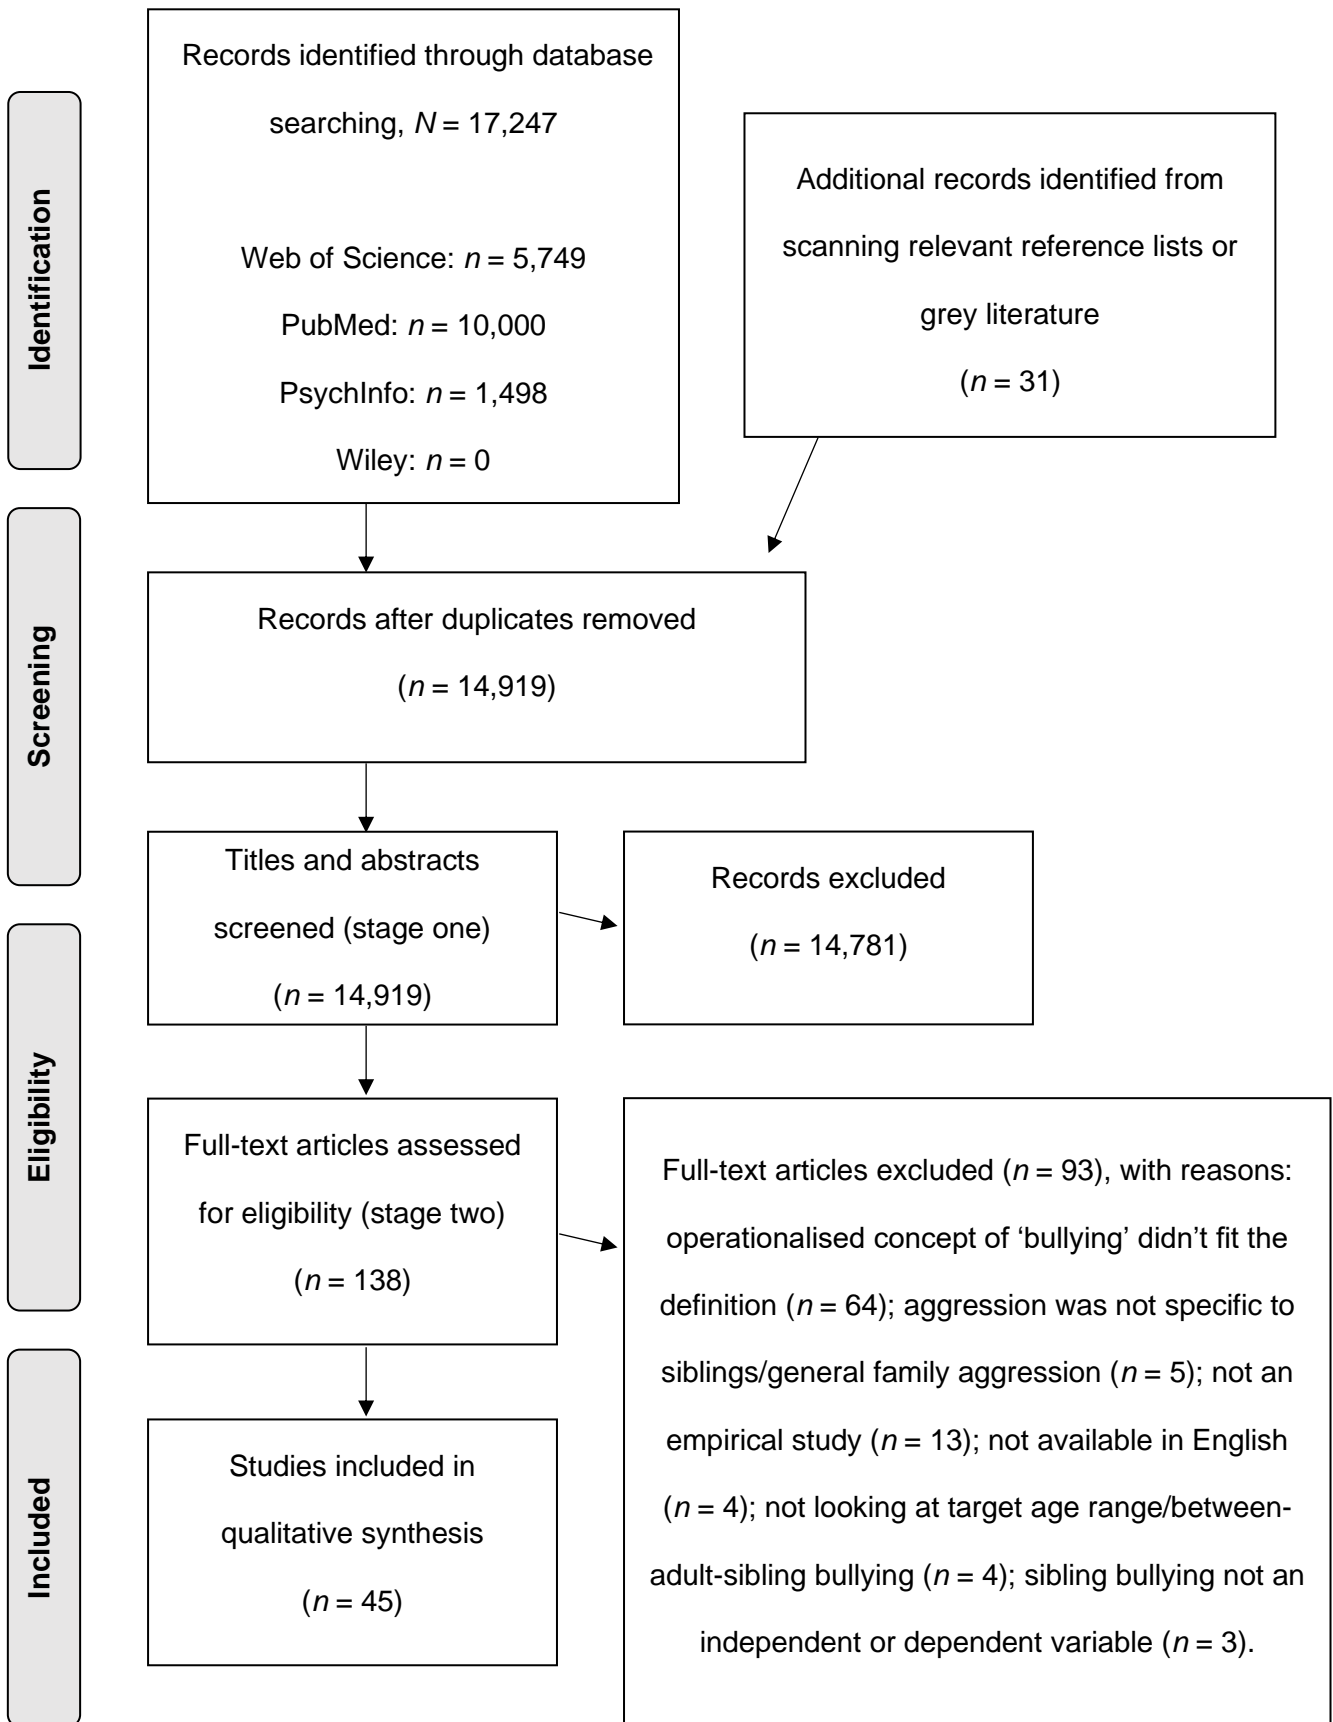 Identification
Records identified through database
searching, N = 17,247
Web of Science: n = 5,749
PubMed: n = 10,000
PsychInfo: n = 1,498
Wiley: n = 0
Additional records identified from
scanning relevant reference lists or
grey literature
(n = 31)
Screening
Records after duplicates removed
(n = 14,919)
Titles and abstracts
screened (stage one)
(n = 14,919)
Records excluded
(n = 14,781)
Eligibility
Full-text articles assessed
for eligibility (stage two)
(n = 138)
Full-text articles excluded (n = 93), with reasons:
operationalised concept of ‘bullying’ didn’t fit the
definition (n = 64); aggression was not specific to
siblings/general family aggression (n = 5); not an
empirical study (n = 13); not available in English
(n = 4); not looking at target age range/between-
adult-sibling bullying (n = 4); sibling bullying not an
independent or dependent variable (n = 3).
Included
Studies included in
qualitative synthesis
(n = 45)